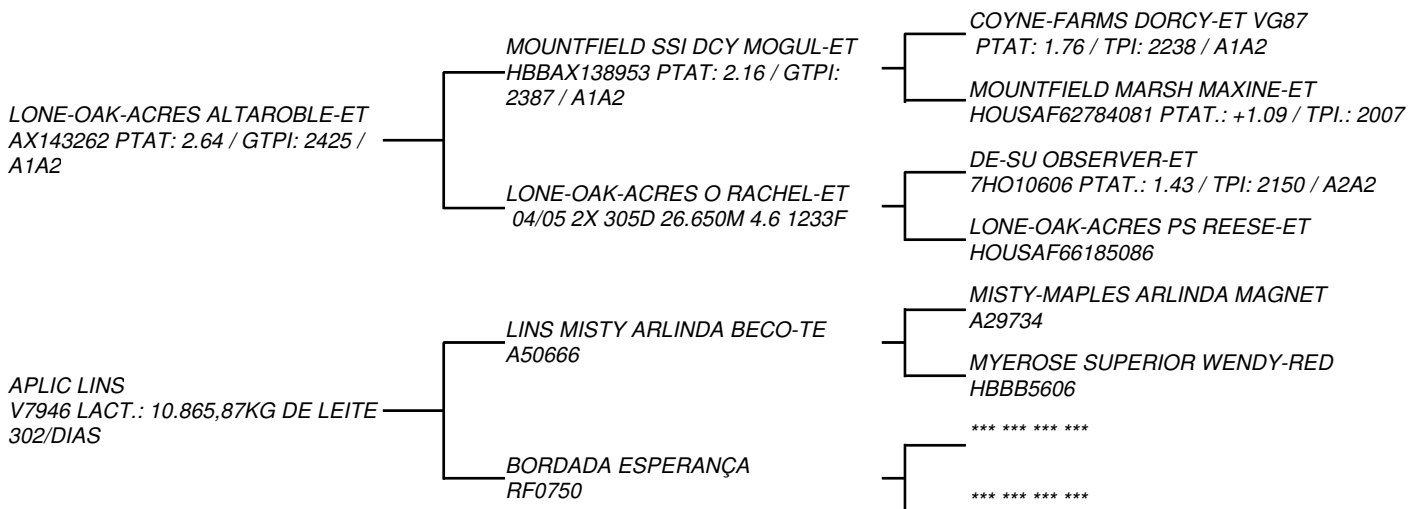 LONE-OAK-ACRES ALTAROBLE-ET
AX143262 PTAT: 2.64 / GTPI: 2425 /
A1A2
MOUNTFIELD SSI DCY MOGUL-ET
HBBAX138953 PTAT: 2.16 / GTPI:
2387 / A1A2
COYNE-FARMS DORCY-ET VG87
PTAT: 1.76 / TPI: 2238 / A1A2
MOUNTFIELD MARSH MAXINE-ET
HOUSAF62784081 PTAT.: +1.09 / TPI.: 2007
LONE-OAK-ACRES O RACHEL-ET
04/05 2X 305D 26.650M 4.6 1233F
DE-SU OBSERVER-ET
7HO10606 PTAT.: 1.43 / TPI: 2150 / A2A2
LONE-OAK-ACRES PS REESE-ET
HOUSAF66185086
APLIC LINS
V7946 LACT.: 10.865,87KG DE LEITE
302/DIAS
LINS MISTY ARLINDA BECO-TE
A50666
MISTY-MAPLES ARLINDA MAGNET
A29734
MYEROSE SUPERIOR WENDY-RED
HBBB5606
BORDADA ESPERANÇA
RF0750
*** *** *** ***
*** *** *** ***